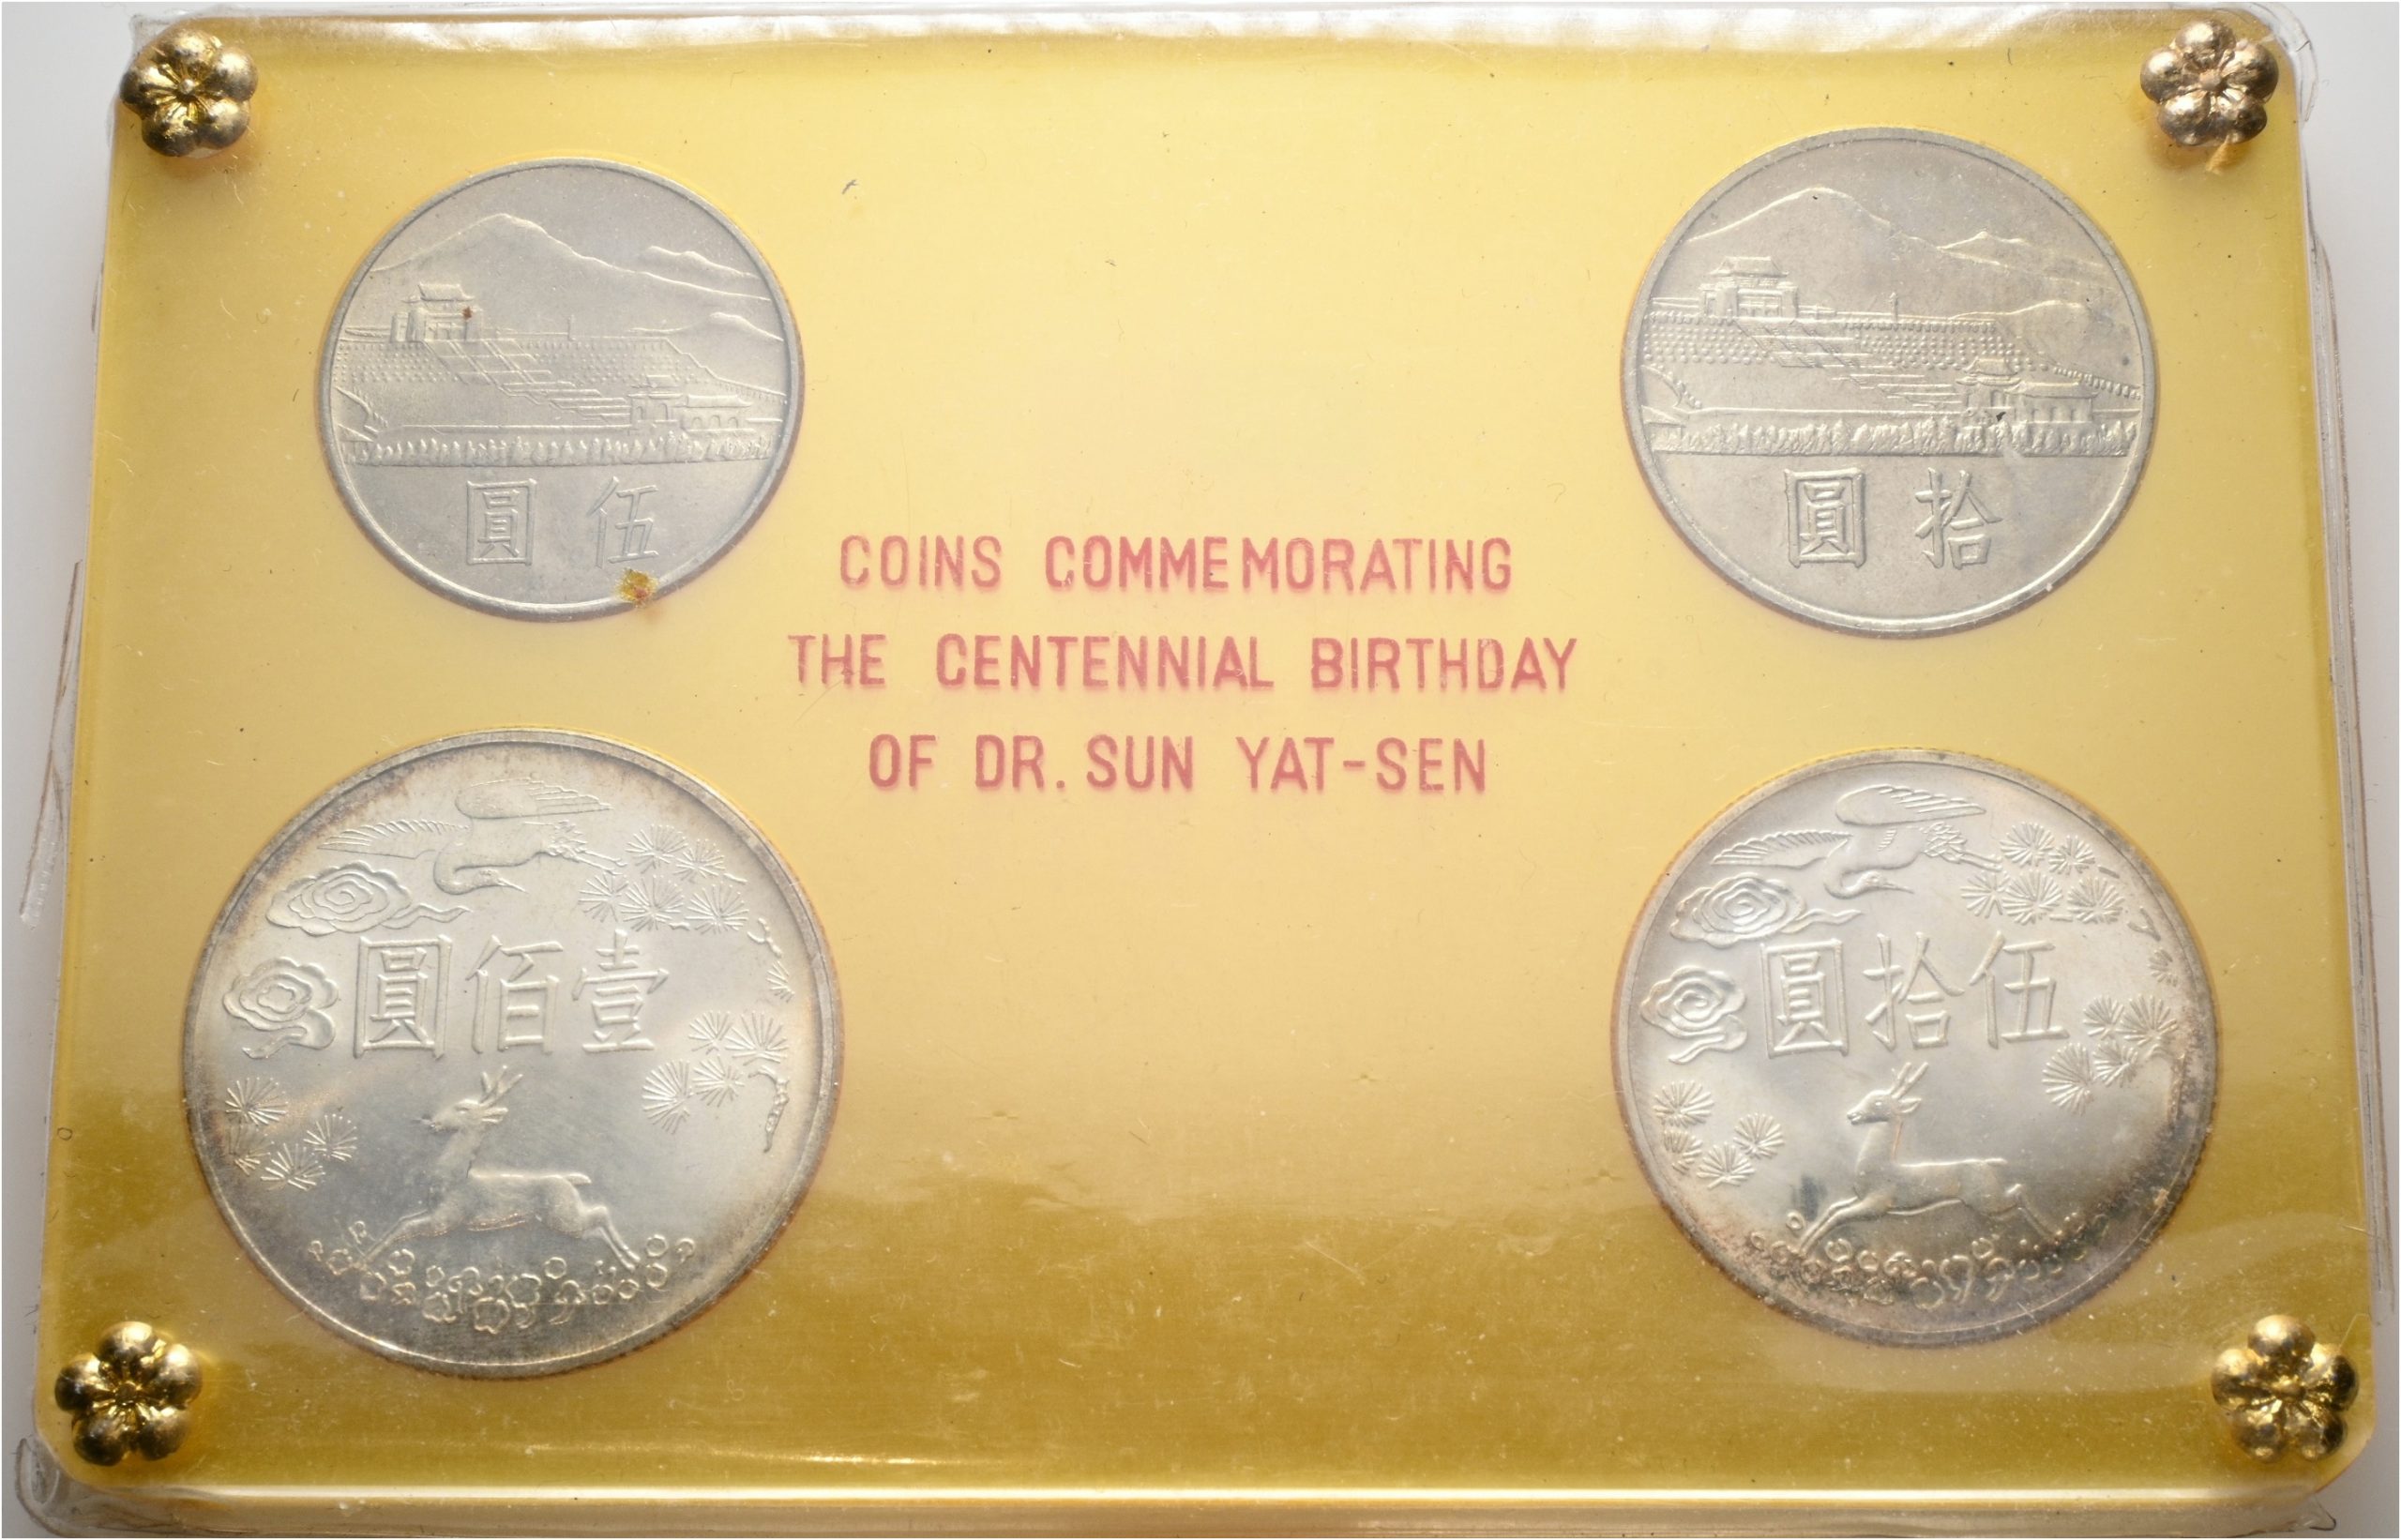 圓 伍
圓 拾
COINS COMMEMORATING
THE CENTENNIAL BIRTHDAY
OF DR. SUN YAT-SEN
圓佰壹
圓拾伍